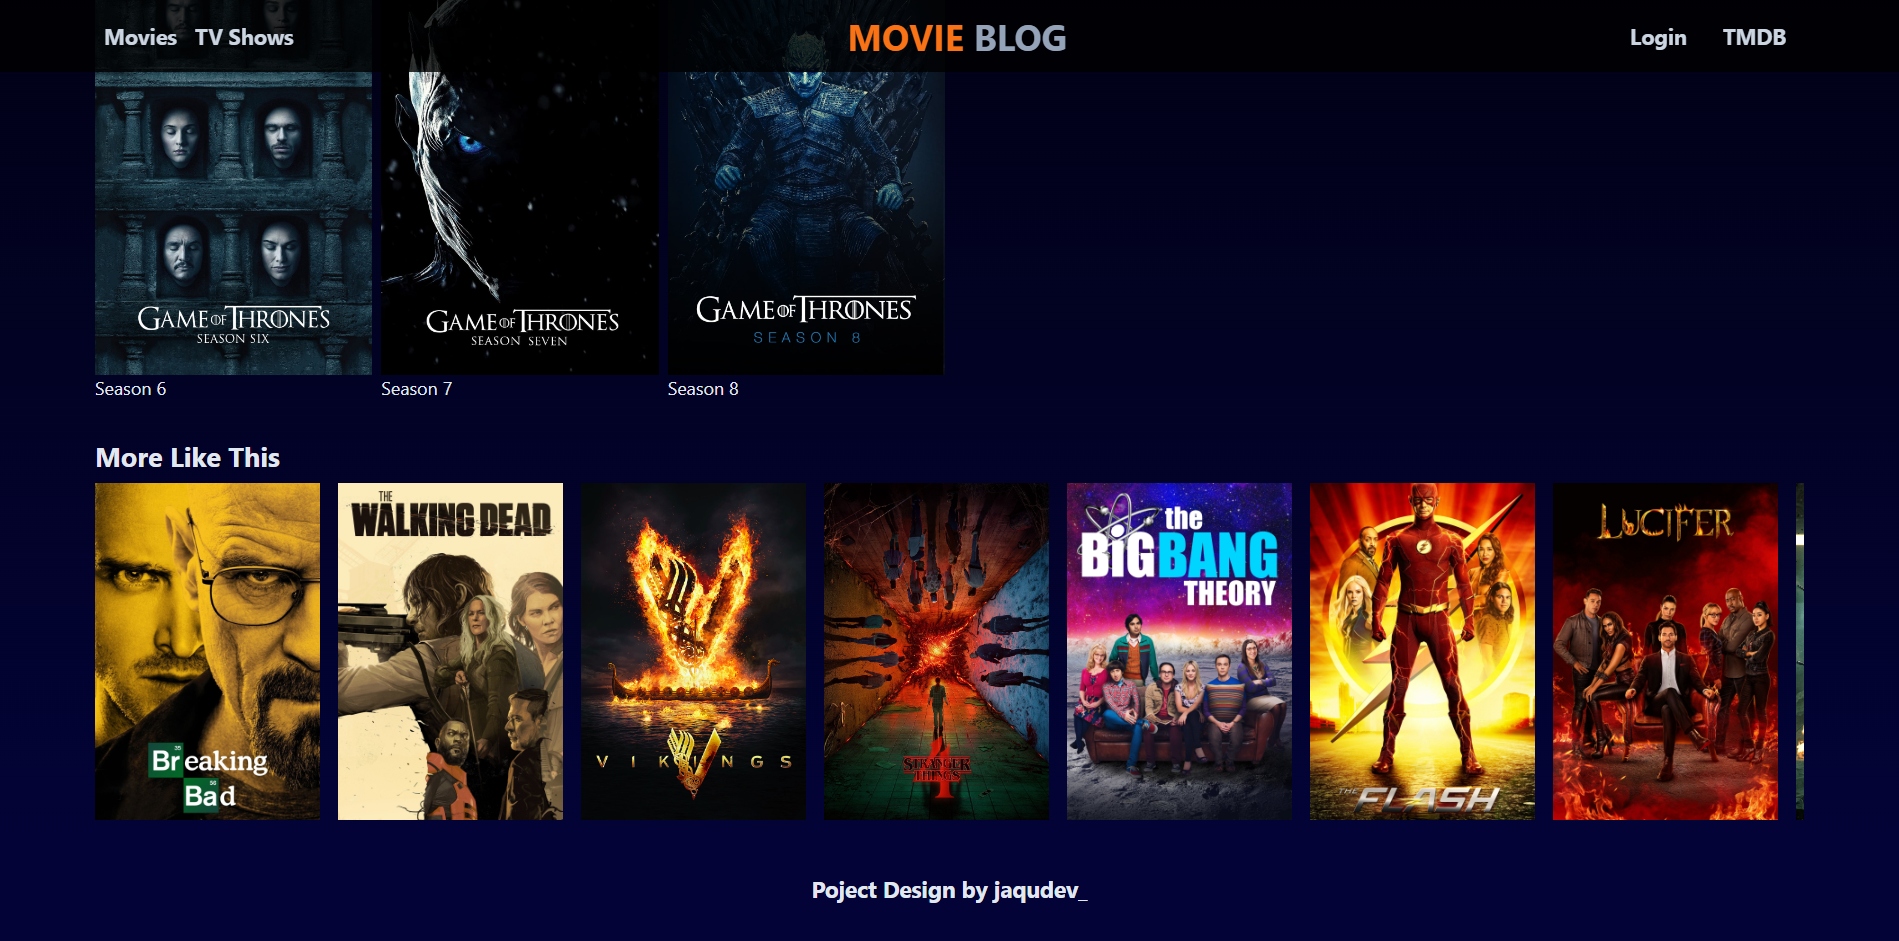 Movies TV Shows MOVIE BLOG Login TMDB
GAME OF THRONES
SEASON SIX
GAME OF THRONES
SEASON SEVEN
GAME OF THRONES
SEASON 8
Season 6 Season 7 Season 8
More Like This
35
Breaking
56
Bad
THE
WALKING DEAD
VIKINGS
STRANGER
THINGS
4
the
BIG BANG
THEORY
THE FLASH
LUCIFER
Poject Design by jaqudev_